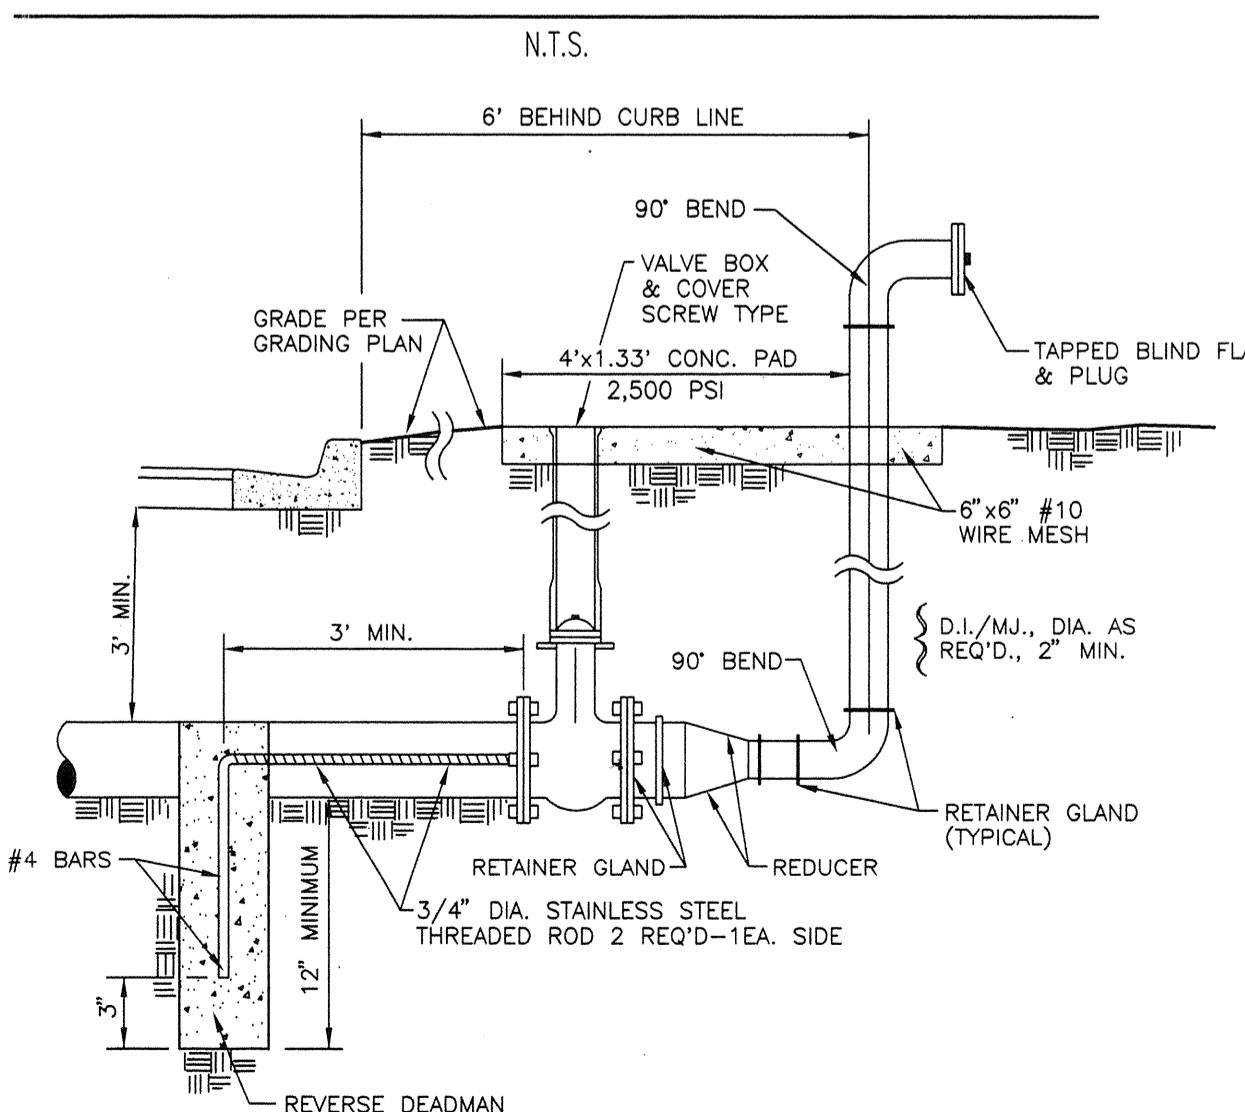 N.T.S.
6' BEHIND CURB LINE
90° BEND
VALVE BOX
& COVER
SCREW TYPE
GRADE PER
GRADING PLAN
4'x1.33' CONC. PAD
2,500 PSI
TAPPED BLIND
& PLUG
6"x6" #10
WIRE MESH
3' MIN.
3' MIN.
D.I./MJ., DIA. AS
REQ'D., 2" MIN.
90° BEND
RETAINER GLAND
(TYPICAL)
#4 BARS
RETAINER GLAND
REDUCER
3/4" DIA. STAINLESS STEEL
THREADED ROD 2 REQ'D-1EA. SIDE
12" MINIMUM
3"
REVERSE DEADMAN